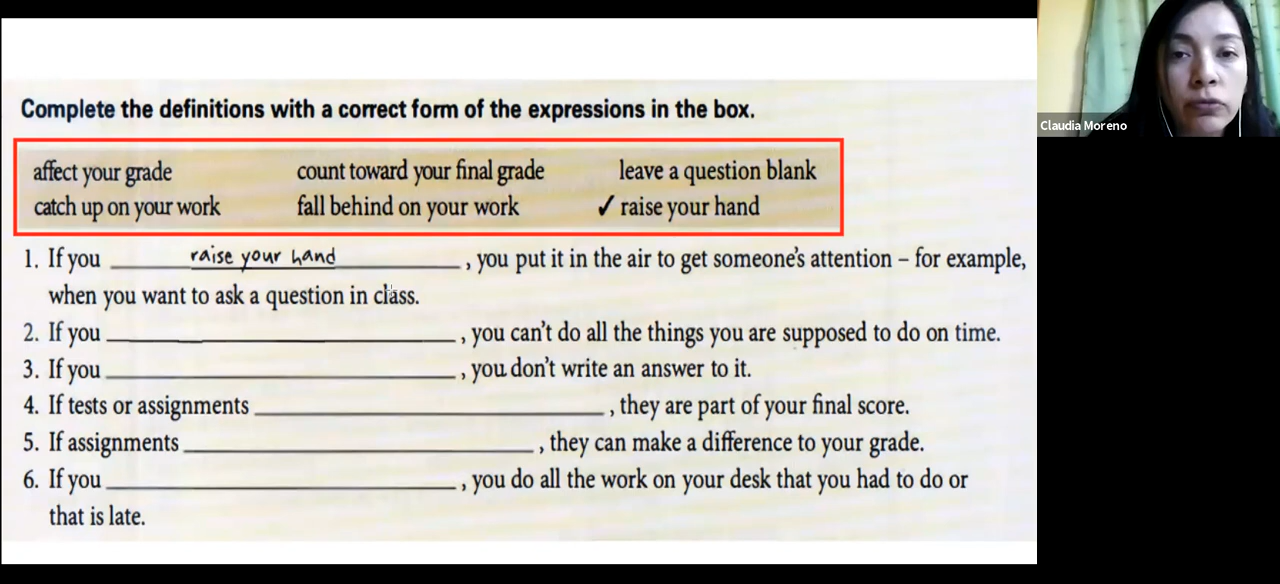 Complete the definitions with a correct form of the expressions in the box.
affect your grade count toward your final grade leave a question blank
catch up on your work fall behind on your work ✓ raise your hand
1. If you raise your hand, you put it in the air to get someone's attention – for example,
when you want to ask a question in class.
2. If you ____________, you can't do all the things you are supposed to do on time.
3. If you ____________, you don't write an answer to it.
4. If tests or assignments ____________, they are part of your final score.
5. If assignments ____________, they can make a difference to your grade.
6. If you ____________, you do all the work on your desk that you had to do or
that is late.
Claudia Moreno